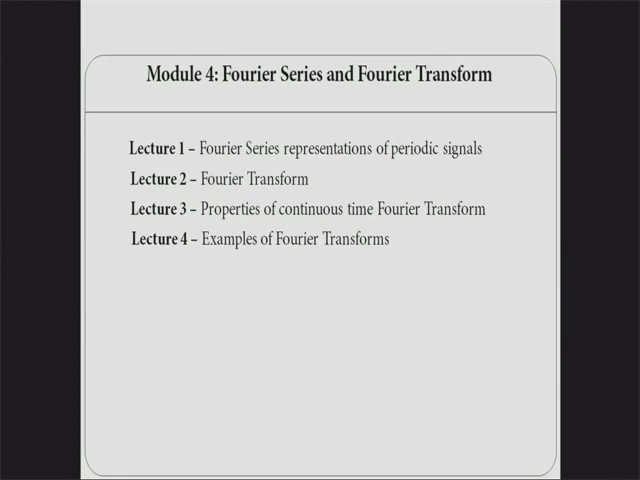 Module 4: Fourier Series and Fourier Transform
Lecture 1 – Fourier Series representations of periodic signals
Lecture 2 – Fourier Transform
Lecture 3 – Properties of continuous time Fourier Transform
Lecture 4 – Examples of Fourier Transforms